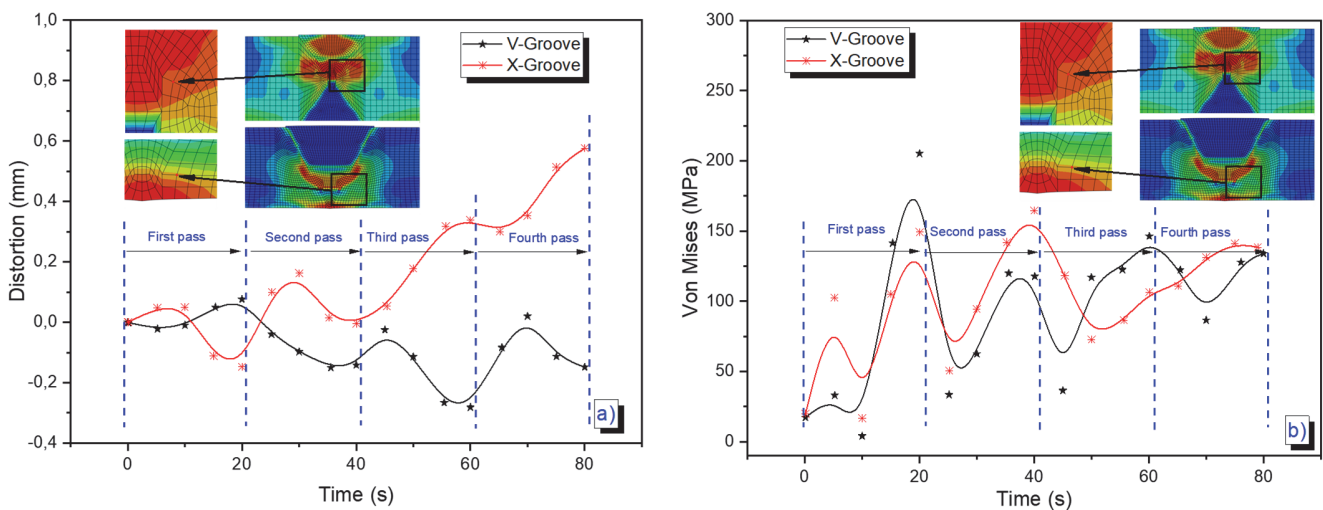 1,0
0,8
0,6
0,4
0,2
0,0
-0,2
-0,4
Distortion (mm)
V-Groove
X-Groove
First pass
Second pass
Third pass
Fourth pass
a)
0
20
40
60
80
Time (s)
300
250
200
150
100
50
0
Von Mises (MPa)
V-Groove
X-Groove
First pass
Second pass
Third pass
Fourth pass
b)
0
20
40
60
80
Time (s)